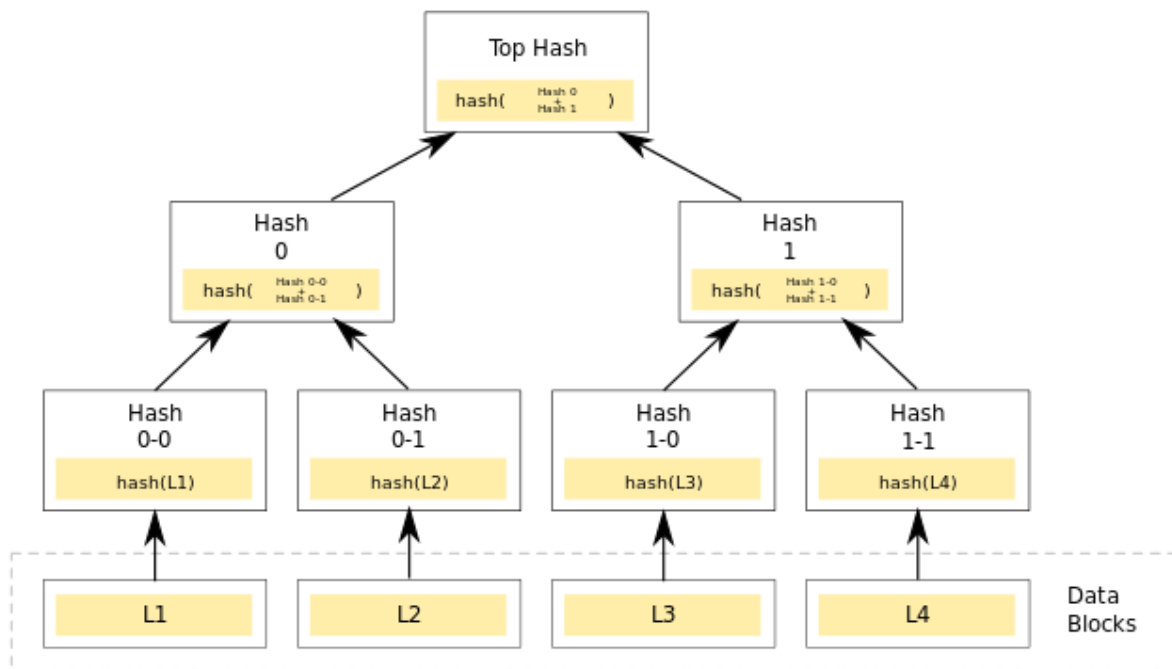 Top Hash
hash( Hash 0 + Hash 1 )
Hash
0
hash( Hash 0-0 + Hash 0-1 )
Hash
1
hash( Hash 1-0 + Hash 1-1 )
Hash
0-0
hash(L1)
Hash
0-1
hash(L2)
Hash
1-0
hash(L3)
Hash
1-1
hash(L4)
L1
L2
L3
L4
Data
Blocks